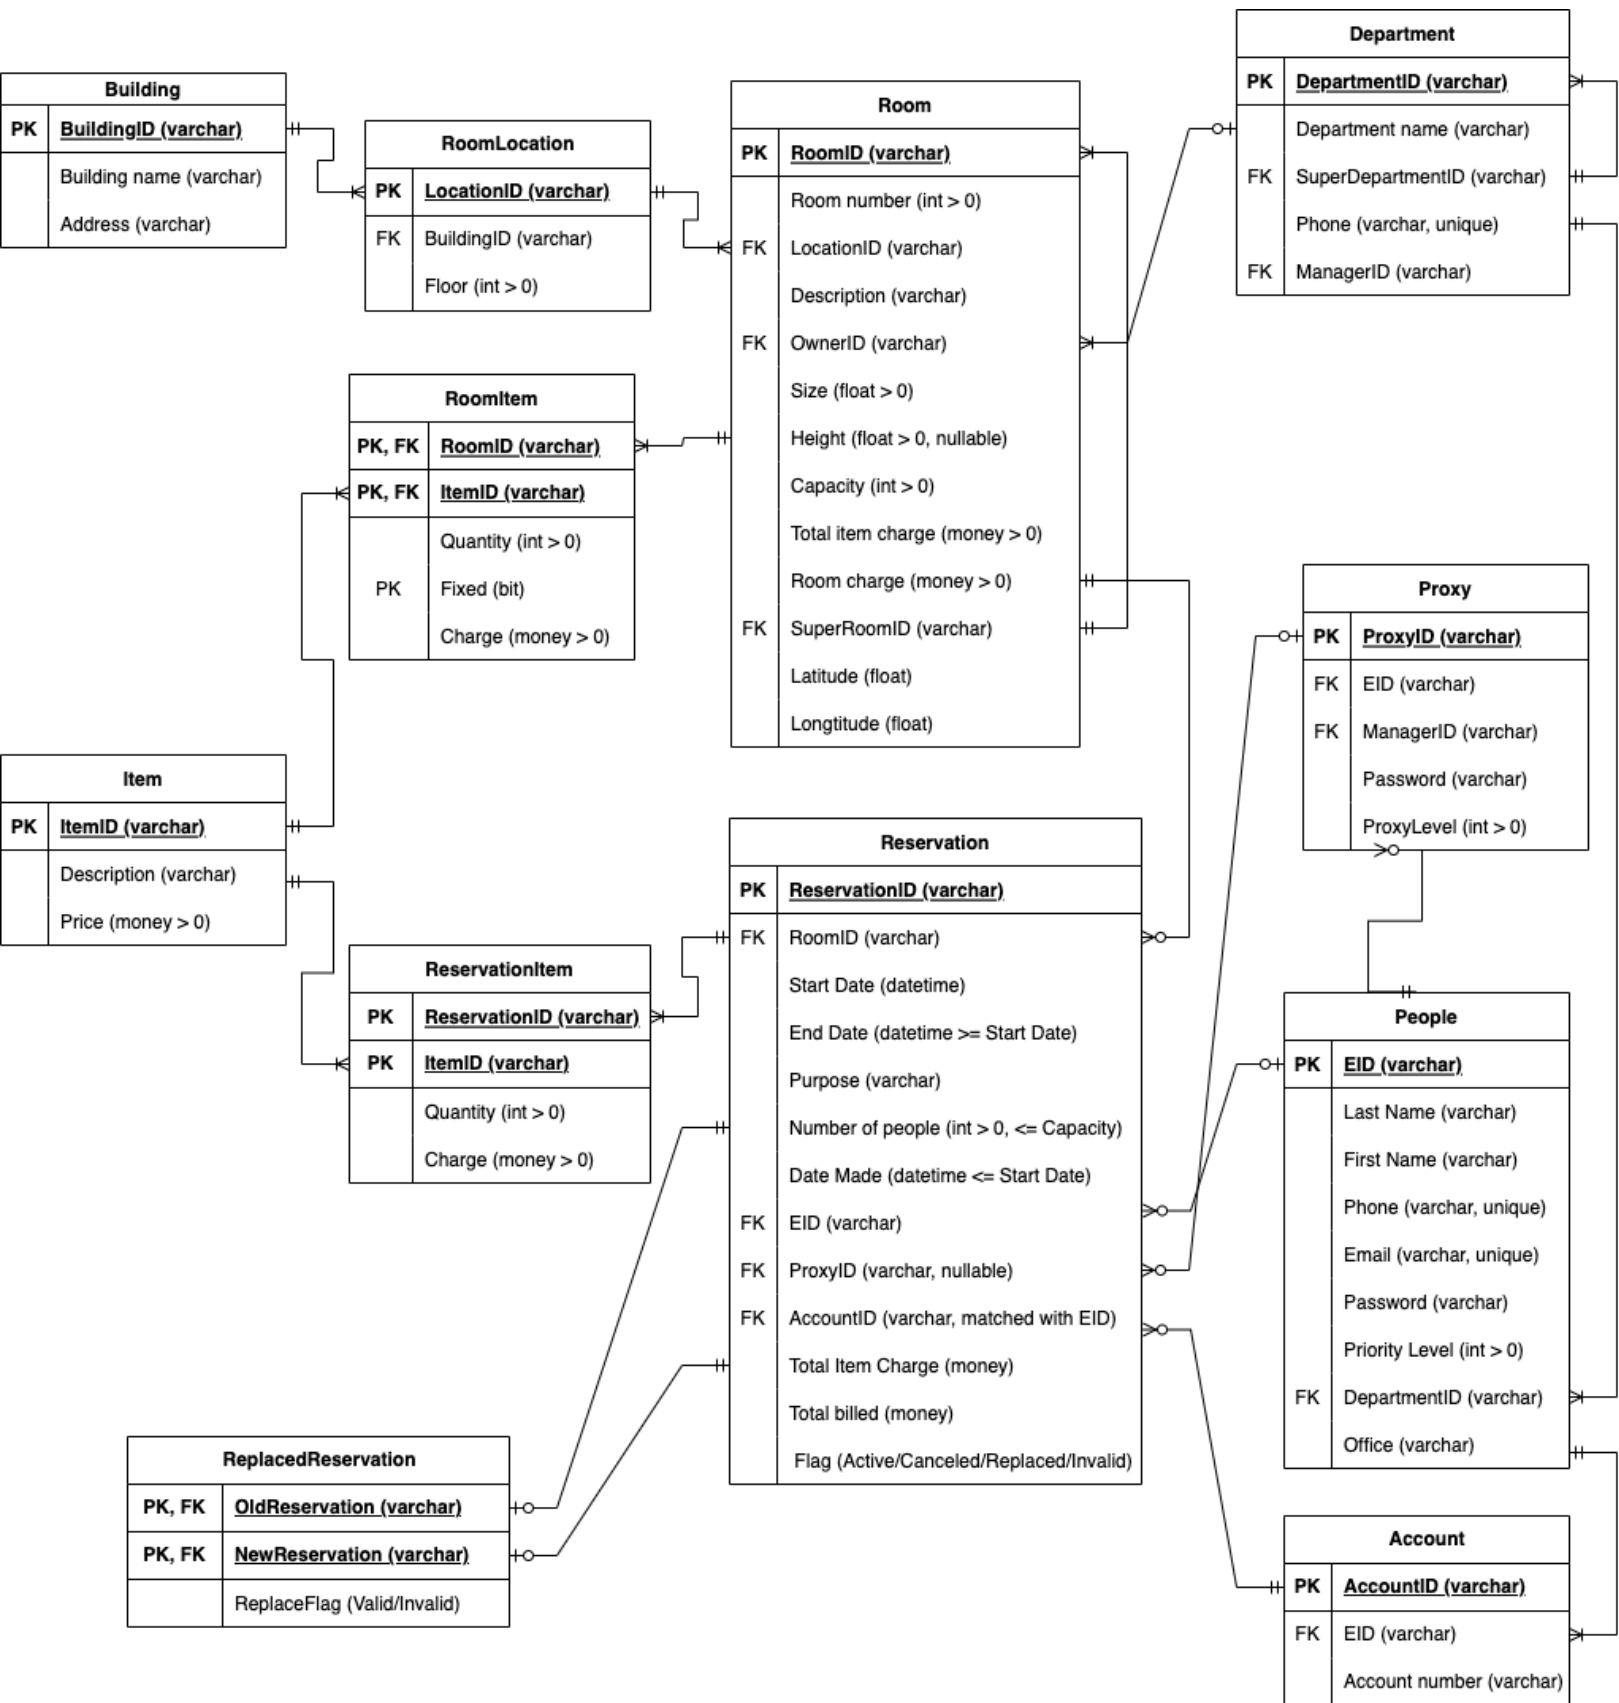 Building
PK BuildingID (varchar)
Building name (varchar)
Address (varchar)
RoomLocation
PK LocationID (varchar)
FK BuildingID (varchar)
Floor (int > 0)
Room
PK RoomID (varchar)
Room number (int > 0)
FK LocationID (varchar)
Description (varchar)
FK OwnerID (varchar)
Size (float > 0)
Height (float > 0, nullable)
Capacity (int > 0)
Total item charge (money > 0)
Room charge (money > 0)
FK SuperRoomID (varchar)
Latitude (float)
Longtitude (float)
Department
PK DepartmentID (varchar)
Department name (varchar)
FK SuperDepartmentID (varchar)
Phone (varchar, unique)
FK ManagerID (varchar)
RoomItem
PK, FK RoomID (varchar)
PK, FK ItemID (varchar)
Quantity (int > 0)
PK Fixed (bit)
Charge (money > 0)
Proxy
PK ProxyID (varchar)
FK EID (varchar)
FK ManagerID (varchar)
Password (varchar)
ProxyLevel (int > 0)
Item
PK ItemID (varchar)
Description (varchar)
Price (money > 0)
ReservationItem
PK ReservationID (varchar)
PK ItemID (varchar)
Quantity (int > 0)
Charge (money > 0)
Reservation
PK ReservationID (varchar)
FK RoomID (varchar)
Start Date (datetime)
End Date (datetime >= Start Date)
Purpose (varchar)
Number of people (int > 0, <= Capacity)
Date Made (datetime <= Start Date)
FK EID (varchar)
FK ProxyID (varchar, nullable)
FK AccountID (varchar, matched with EID)
Total Item Charge (money)
Total billed (money)
Flag (Active/Canceled/Replaced/Invalid)
People
PK EID (varchar)
Last Name (varchar)
First Name (varchar)
Phone (varchar, unique)
Email (varchar, unique)
Password (varchar)
Priority Level (int > 0)
FK DepartmentID (varchar)
Office (varchar)
ReplacedReservation
PK, FK OldReservation (varchar)
PK, FK NewReservation (varchar)
ReplaceFlag (Valid/Invalid)
Account
PK AccountID (varchar)
FK EID (varchar)
Account number (varchar)